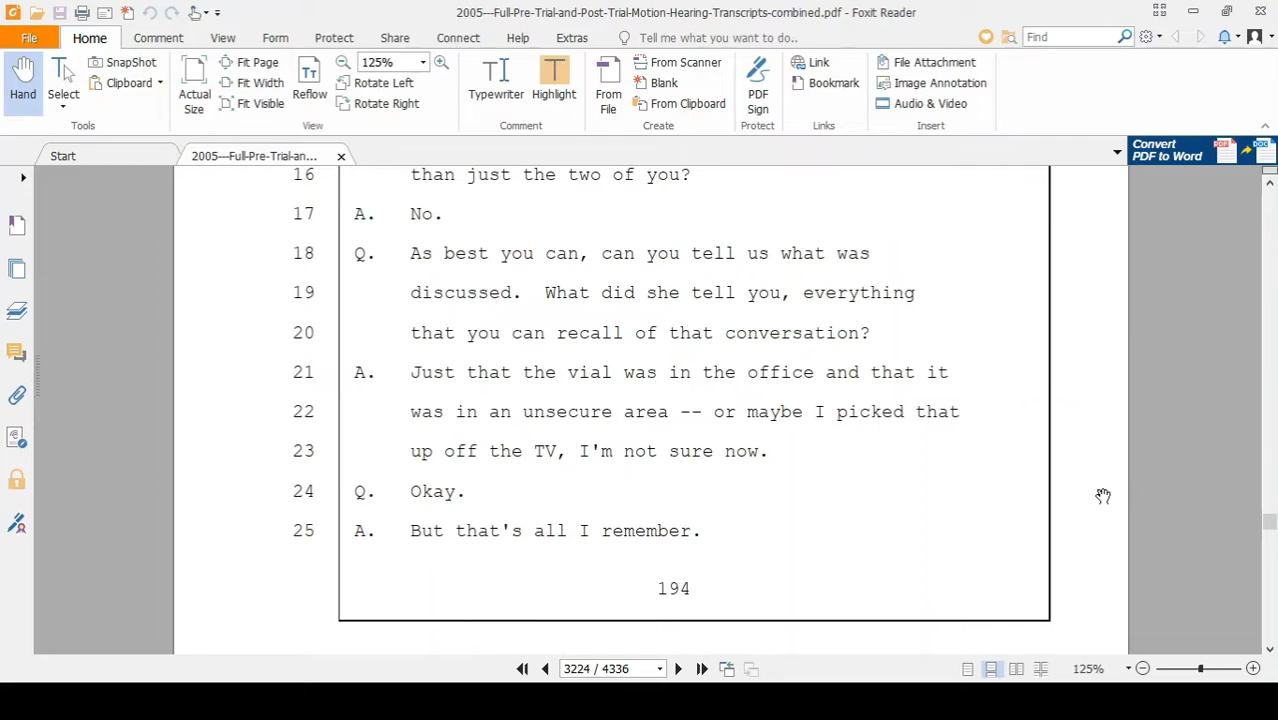 2005---Full-Pre-Trial-and-Post-Trial-Motion-Hearing-Transcripts-combined.pdf - Foxit Reader
File Home Comment View Form Protect Share Connect Help Extras Tell me what you want to do.. Find
Hand
Select
SnapShot
Clipboard
Tools
Actual Size
Fit Page
Fit Width
Fit Visible
Reflow
125%
Rotate Left
Rotate Right
View
Typewriter
Highlight
Comment
From File
From Scanner
Blank
From Clipboard
Create
PDF Sign
Protect
Link
Bookmark
Links
File Attachment
Image Annotation
Audio & Video
Insert
Start
2005---Full-Pre-Trial-an...
Convert
PDF to Word
16 than just the two of you?
17 A. No.
18 Q. As best you can, can you tell us what was
19 discussed. What did she tell you, everything
20 that you can recall of that conversation?
21 A. Just that the vial was in the office and that it
22 was in an unsecure area -- or maybe I picked that
23 up off the TV, I'm not sure now.
24 Q. Okay.
25 A. But that's all I remember.
194
3224 / 4336
125%